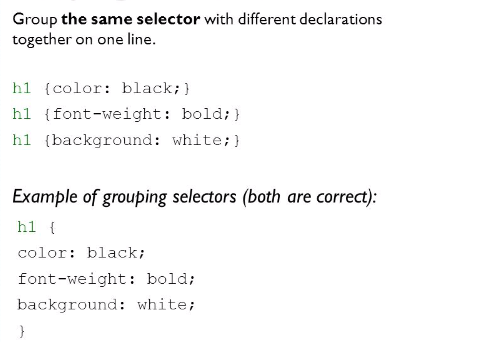 Group the same selector with different declarations
together on one line.
h1 {color: black;}
h1 {font-weight: bold;}
h1 {background: white;}
Example of grouping selectors (both are correct):
h1 {
color: black;
font-weight: bold;
background: white;
}